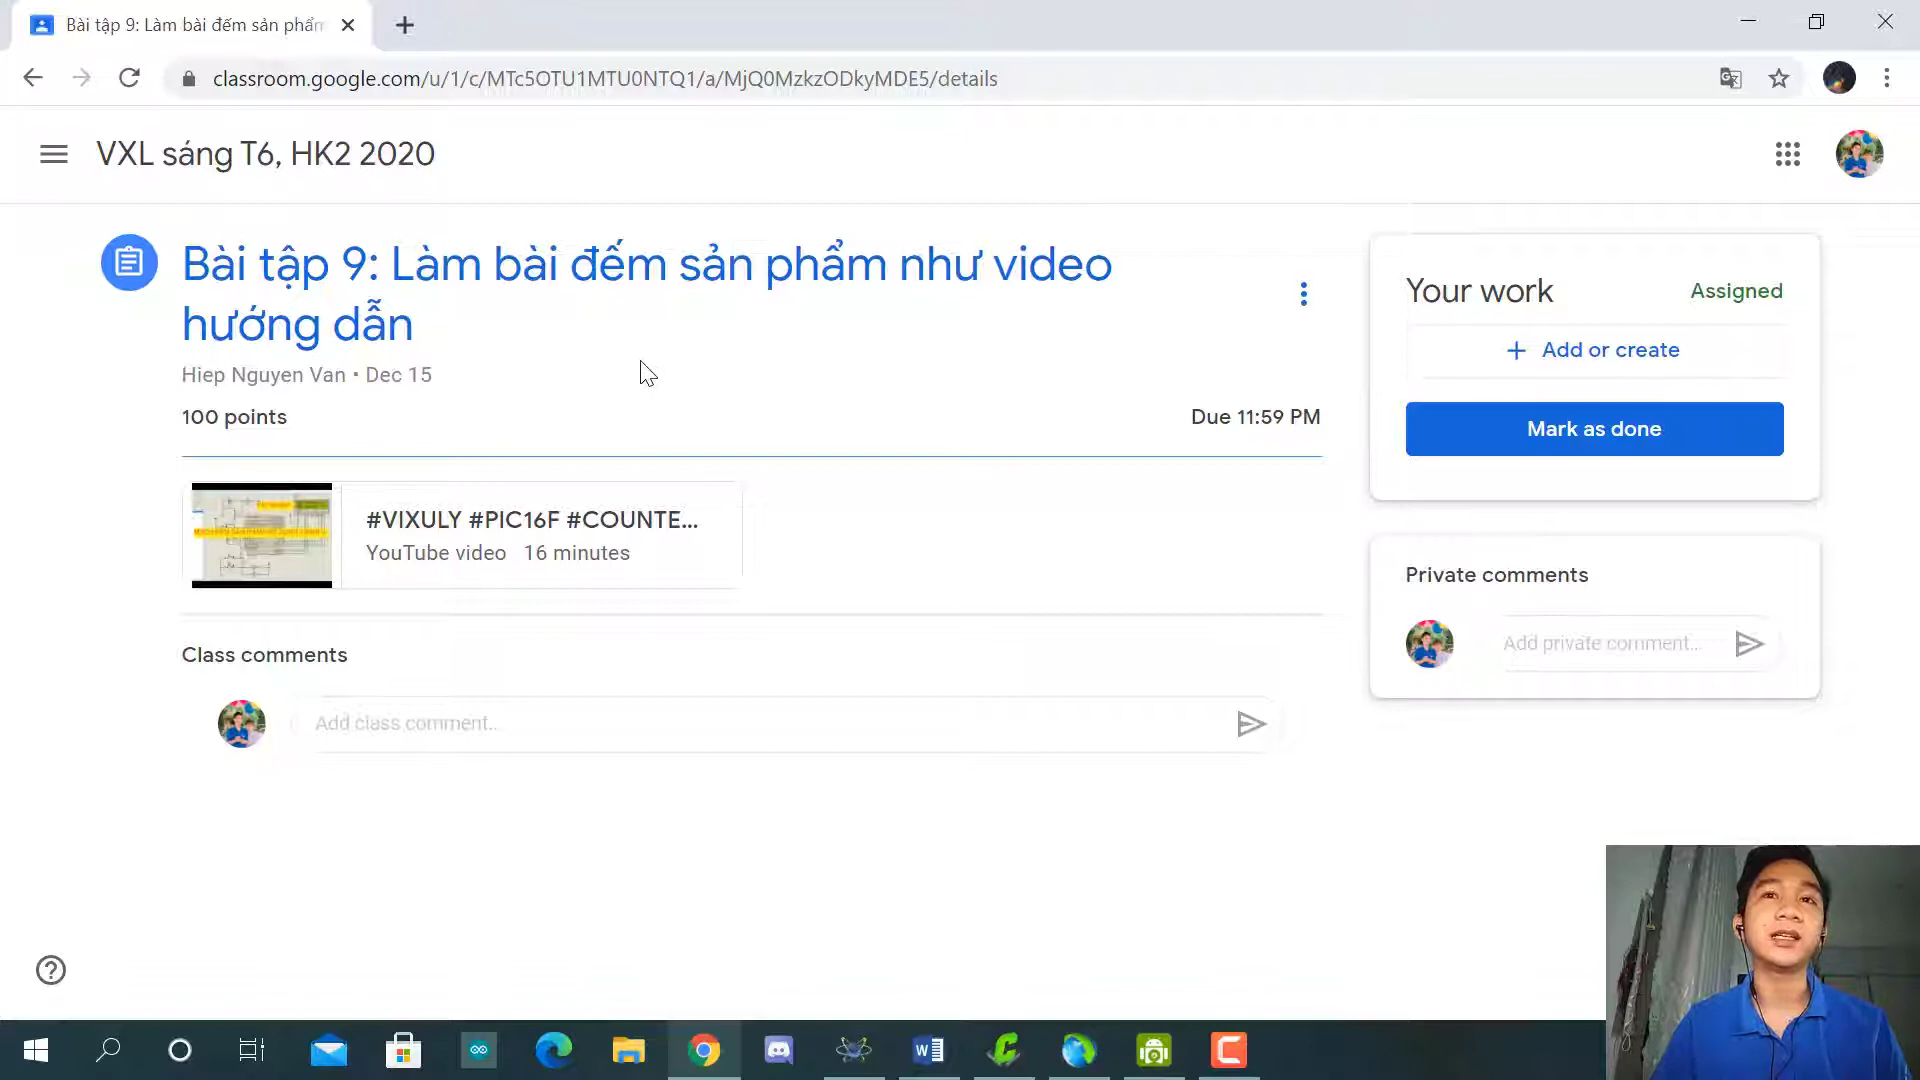 Bài tập 9: Làm bài đếm sản phẩm
classroom.google.com/u/1/c/MTc5OTU1MTU0NTQ1/a/MjQ0MzkzODkyMDE5/details
VXL sáng T6, HK2 2020
Bài tập 9: Làm bài đếm sản phẩm như video
hướng dẫn
Hiep Nguyen Van • Dec 15
100 points
Due 11:59 PM
#VIXULY #PIC16F #COUNTE...
YouTube video 16 minutes
Class comments
Add class comment...
Your work
Assigned
Add or create
Mark as done
Private comments
Add private comment...